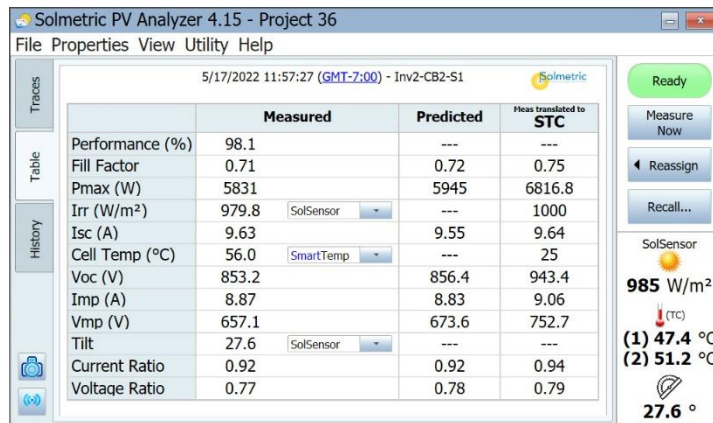 Solmetric PV Analyzer 4.15 - Project 36
File Properties View Utility Help
Traces
Table
History
5/17/2022 11:57:27 (GMT-7:00) - Inv2-CB2-S1
Solmetric
Measured Predicted Meas translated to STC
Performance (%) 98.1 --- ---
Fill Factor 0.71 0.72 0.75
Pmax (W) 5831 5945 6816.8
Irr (W/m²) 979.8 SolSensor --- 1000
Isc (A) 9.63 9.55 9.64
Cell Temp (°C) 56.0 SmartTemp --- 25
Voc (V) 853.2 856.4 943.4
Imp (A) 8.87 8.83 9.06
Vmp (V) 657.1 673.6 752.7
Tilt 27.6 SolSensor --- ---
Current Ratio 0.92 0.92 0.94
Voltage Ratio 0.77 0.78 0.79
Ready
Measure
Now
Reassign
Recall...
SolSensor
985 W/m²
(TC)
(1) 47.4 °C
(2) 51.2 °C
27.6 °